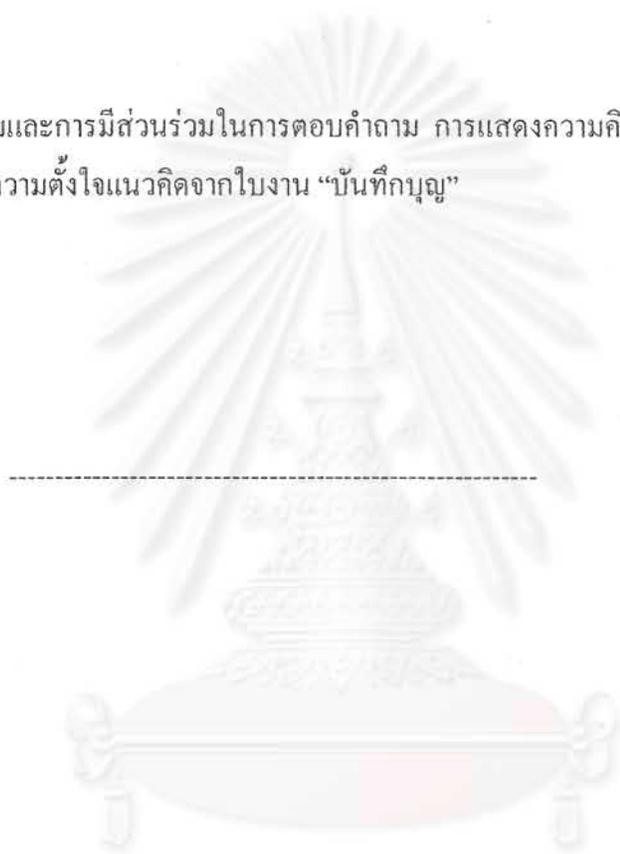 และการมีส่วนร่วมในการตอบคำถาม การแสดงความคิ
ความตั้งใจแนวคิดจากใบงาน “บันทึกบุญ”